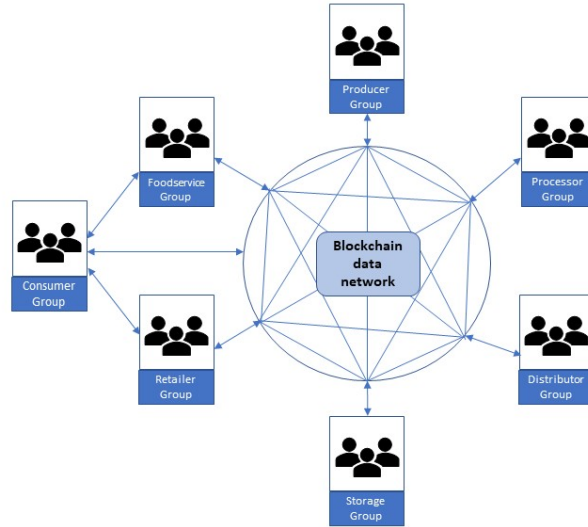 Producer
Group
Foodservice
Group
Processor
Group
Blockchain
data
network
Consumer
Group
Retailer
Group
Distributor
Group
Storage
Group